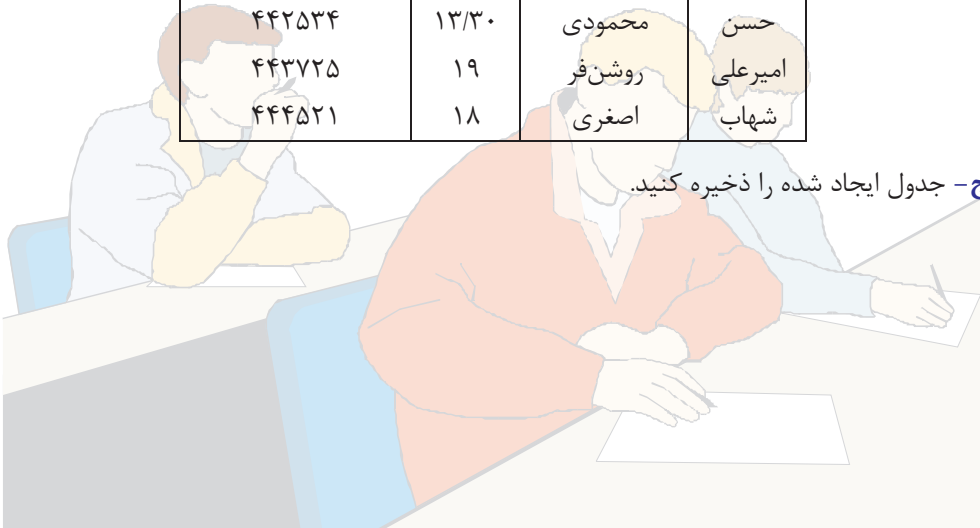 حسن محمودی ۱۳/۳۰ ۴۴۲۵۳۴
امیرعلی روشن‌فر ۱۹ ۴۴۳۷۲۵
شهاب اصغری ۱۸ ۴۴۴۵۲۱
ح- جدول ایجاد شده را ذخیره کنید.